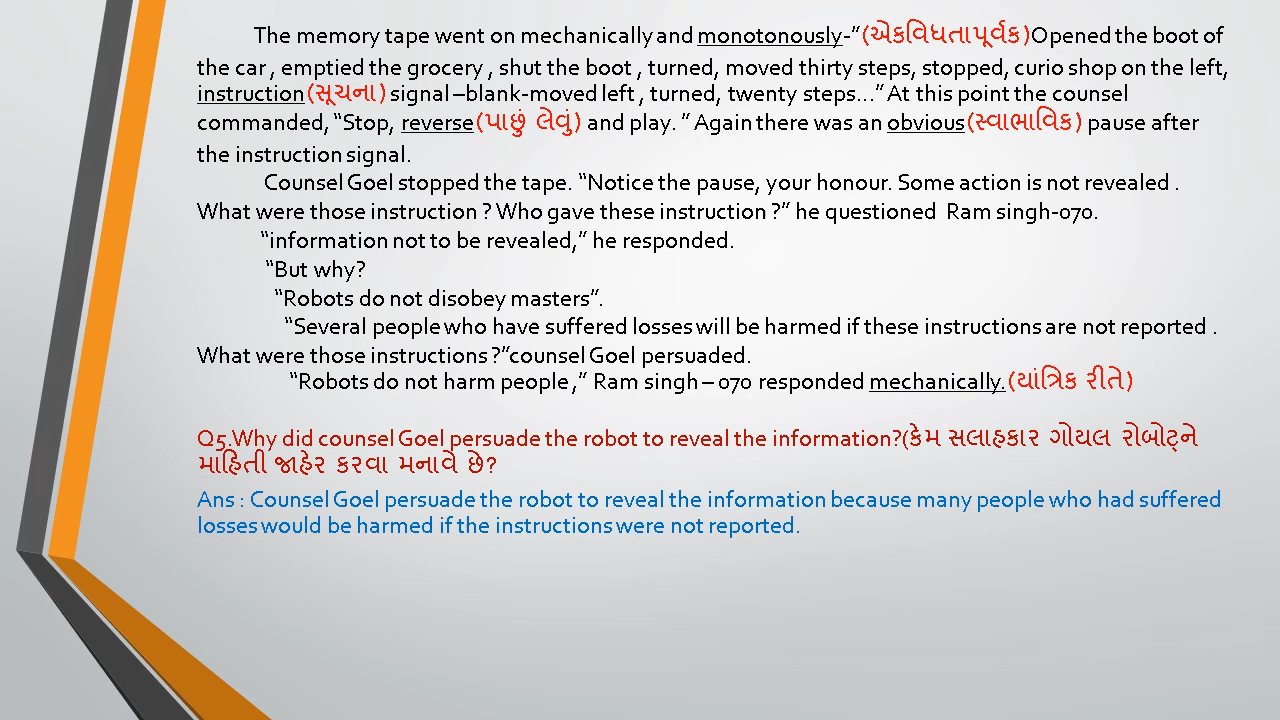 The memory tape went on mechanically and monotonously-”(એકવિધતાપૂર્વક)Opened the boot of
the car , emptied the grocery , shut the boot , turned, moved thirty steps, stopped, curio shop on the left,
instruction(સૂચના) signal –blank-moved left , turned, twenty steps...” At this point the counsel
commanded, “Stop, reverse(પાછું લેવું) and play. ” Again there was an obvious(સ્વાભાવિક) pause after
the instruction signal.
Counsel Goel stopped the tape. “Notice the pause, your honour. Some action is not revealed .
What were those instruction ? Who gave these instruction ?” he questioned Ram singh-070.
“information not to be revealed,” he responded.
“But why?
“Robots do not disobey masters”.
“Several people who have suffered losses will be harmed if these instructions are not reported .
What were those instructions ?”counsel Goel persuaded.
“Robots do not harm people ,” Ram singh – 070 responded mechanically.(યાંત્રિક રીતે)
Q5.Why did counsel Goel persuade the robot to reveal the information?(કેમ સલાહકાર ગોયલ રોબોટ્ને
માહિતી જાહેર કરવા મનાવે છે?
Ans : Counsel Goel persuade the robot to reveal the information because many people who had suffered
losses would be harmed if the instructions were not reported.